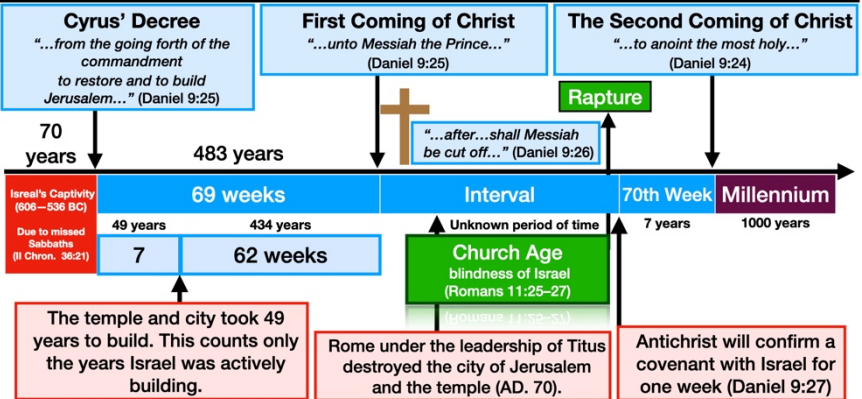 Cyrus’ Decree
“…from the going forth of the
commandment
to restore and to build
Jerusalem…” (Daniel 9:25)
First Coming of Christ
“…unto Messiah the Prince…”
(Daniel 9:25)
The Second Coming of Christ
“…to anoint the most holy…”
(Daniel 9:24)
Rapture
“…after…shall Messiah
be cut off…” (Daniel 9:26)
70
years
483 years
Isreal’s Captivity
(606—536 BC)
Due to missed
Sabbaths
(II Chron. 36:21)
69 weeks
Interval
70th Week
Millennium
49 years
434 years
Unknown period of time
7 years
1000 years
7
62 weeks
Church Age
blindness of Israel
(Romans 11:25–27)
The temple and city took 49
years to build. This counts only
the years Israel was actively
building.
Rome under the leadership of Titus
destroyed the city of Jerusalem
and the temple (AD. 70).
Antichrist will confirm a
covenant with Israel for
one week (Daniel 9:27)